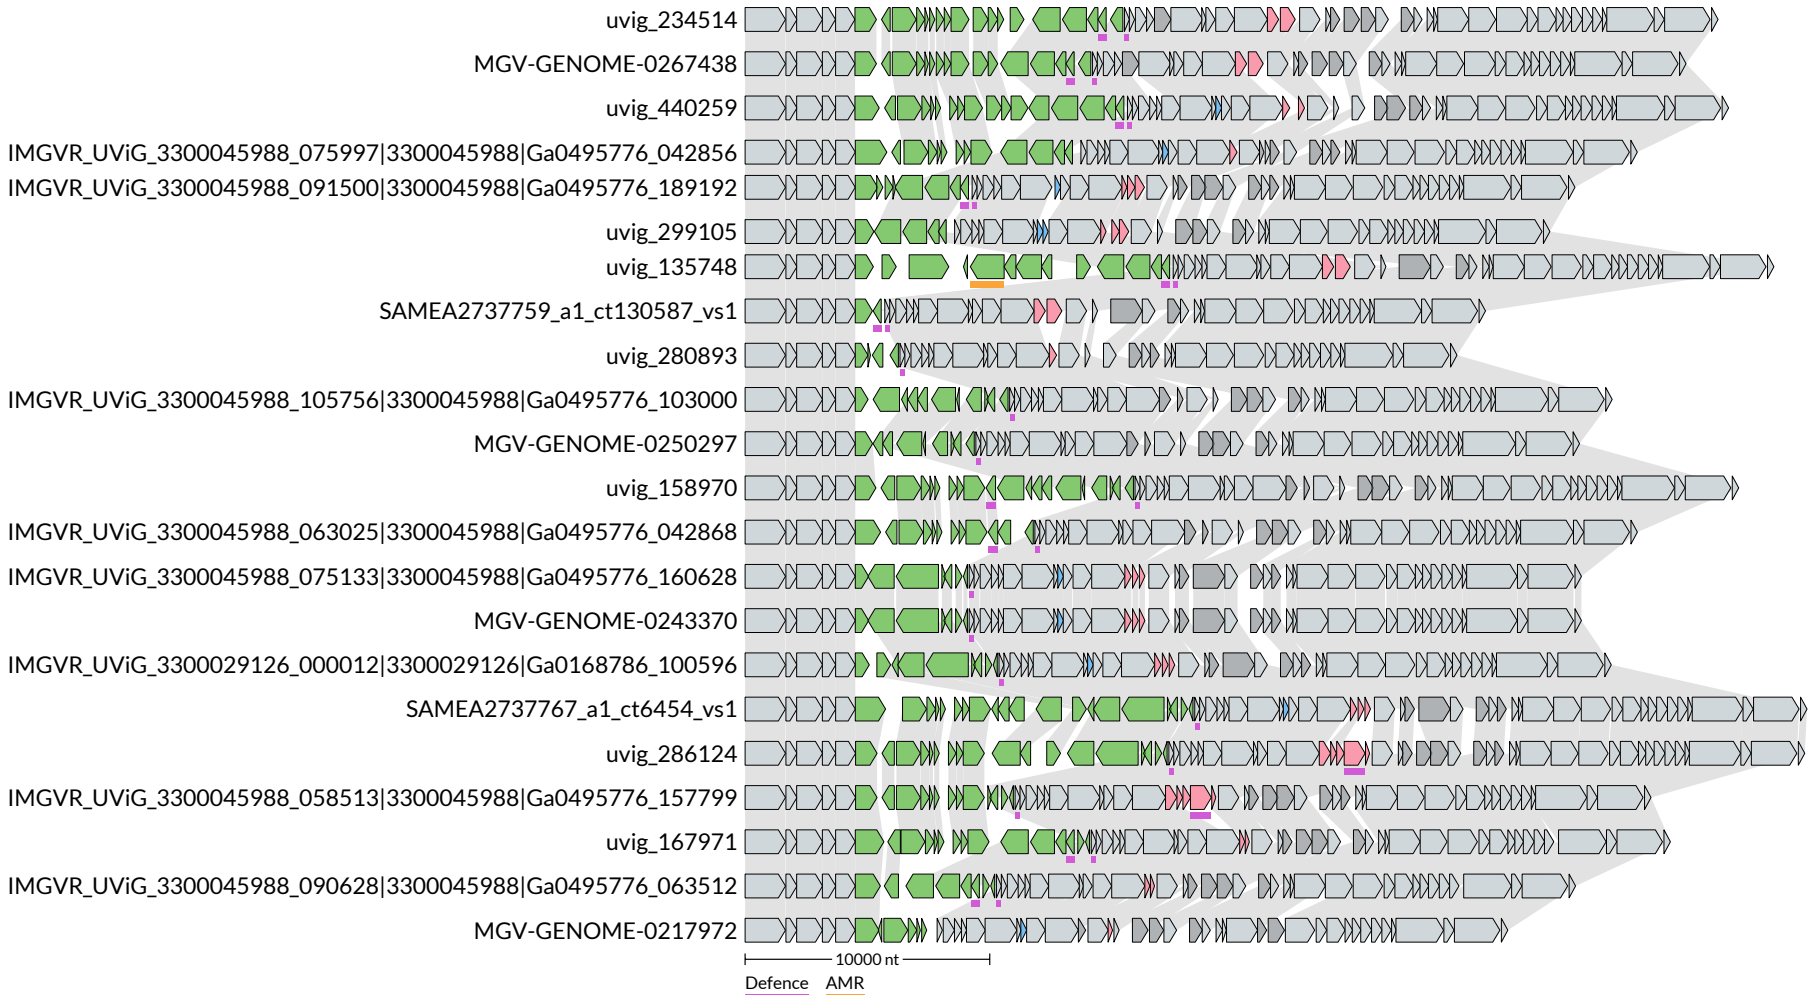 uvig_234514
MGV-GENOME-0267438
uvig_440259
IMGVR_UViG_3300045988_075997|3300045988|Ga0495776_042856
IMGVR_UViG_3300045988_091500|3300045988|Ga0495776_189192
uvig_299105
uvig_135748
SAMEA2737759_a1_ct130587_vs1
uvig_280893
IMGVR_UViG_3300045988_105756|3300045988|Ga0495776_103000
MGV-GENOME-0250297
uvig_158970
IMGVR_UViG_3300045988_063025|3300045988|Ga0495776_042868
IMGVR_UViG_3300045988_075133|3300045988|Ga0495776_160628
MGV-GENOME-0243370
IMGVR_UViG_3300029126_000012|3300029126|Ga0168786_100596
SAMEA2737767_a1_ct6454_vs1
uvig_286124
IMGVR_UViG_3300045988_058513|3300045988|Ga0495776_157799
uvig_167971
IMGVR_UViG_3300045988_090628|3300045988|Ga0495776_063512
MGV-GENOME-0217972
10000 nt
Defence AMR